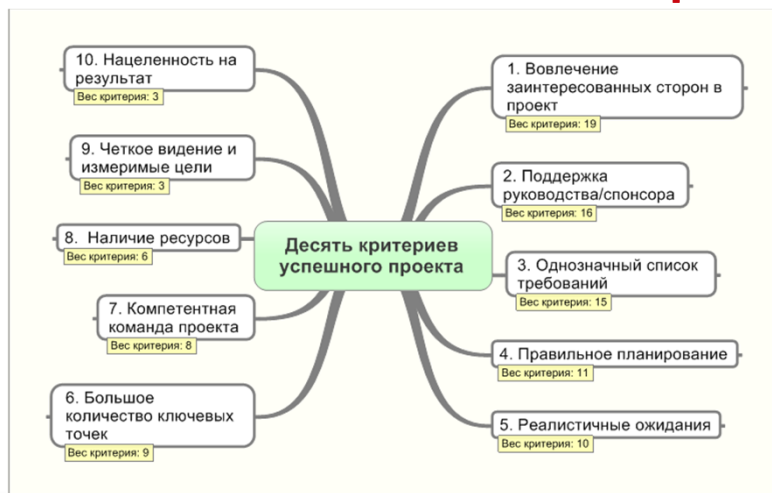 Десять критериев
успешного проекта
1. Вовлечение
заинтересованных сторон в
проект
Вес критерия: 19
2. Поддержка
руководства/спонсора
Вес критерия: 16
3. Однозначный список
требований
Вес критерия: 15
4. Правильное планирование
Вес критерия: 11
5. Реалистичные ожидания
Вес критерия: 10
6. Большое
количество ключевых
точек
Вес критерия: 9
7. Компетентная
команда проекта
Вес критерия: 8
8. Наличие ресурсов
Вес критерия: 6
9. Четкое видение и
измеримые цели
Вес критерия: 3
10. Нацеленность на
результат
Вес критерия: 3